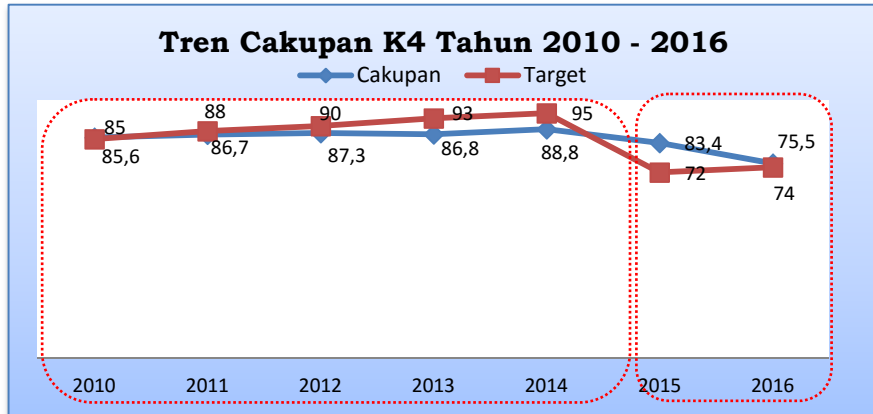 Tren Cakupan K4 Tahun 2010 - 2016
Cakupan Target
85 88 90 93 95 83,4 75,5
85,6 86,7 87,3 86,8 88,8 72 74
2010 2011 2012 2013 2014 2015 2016